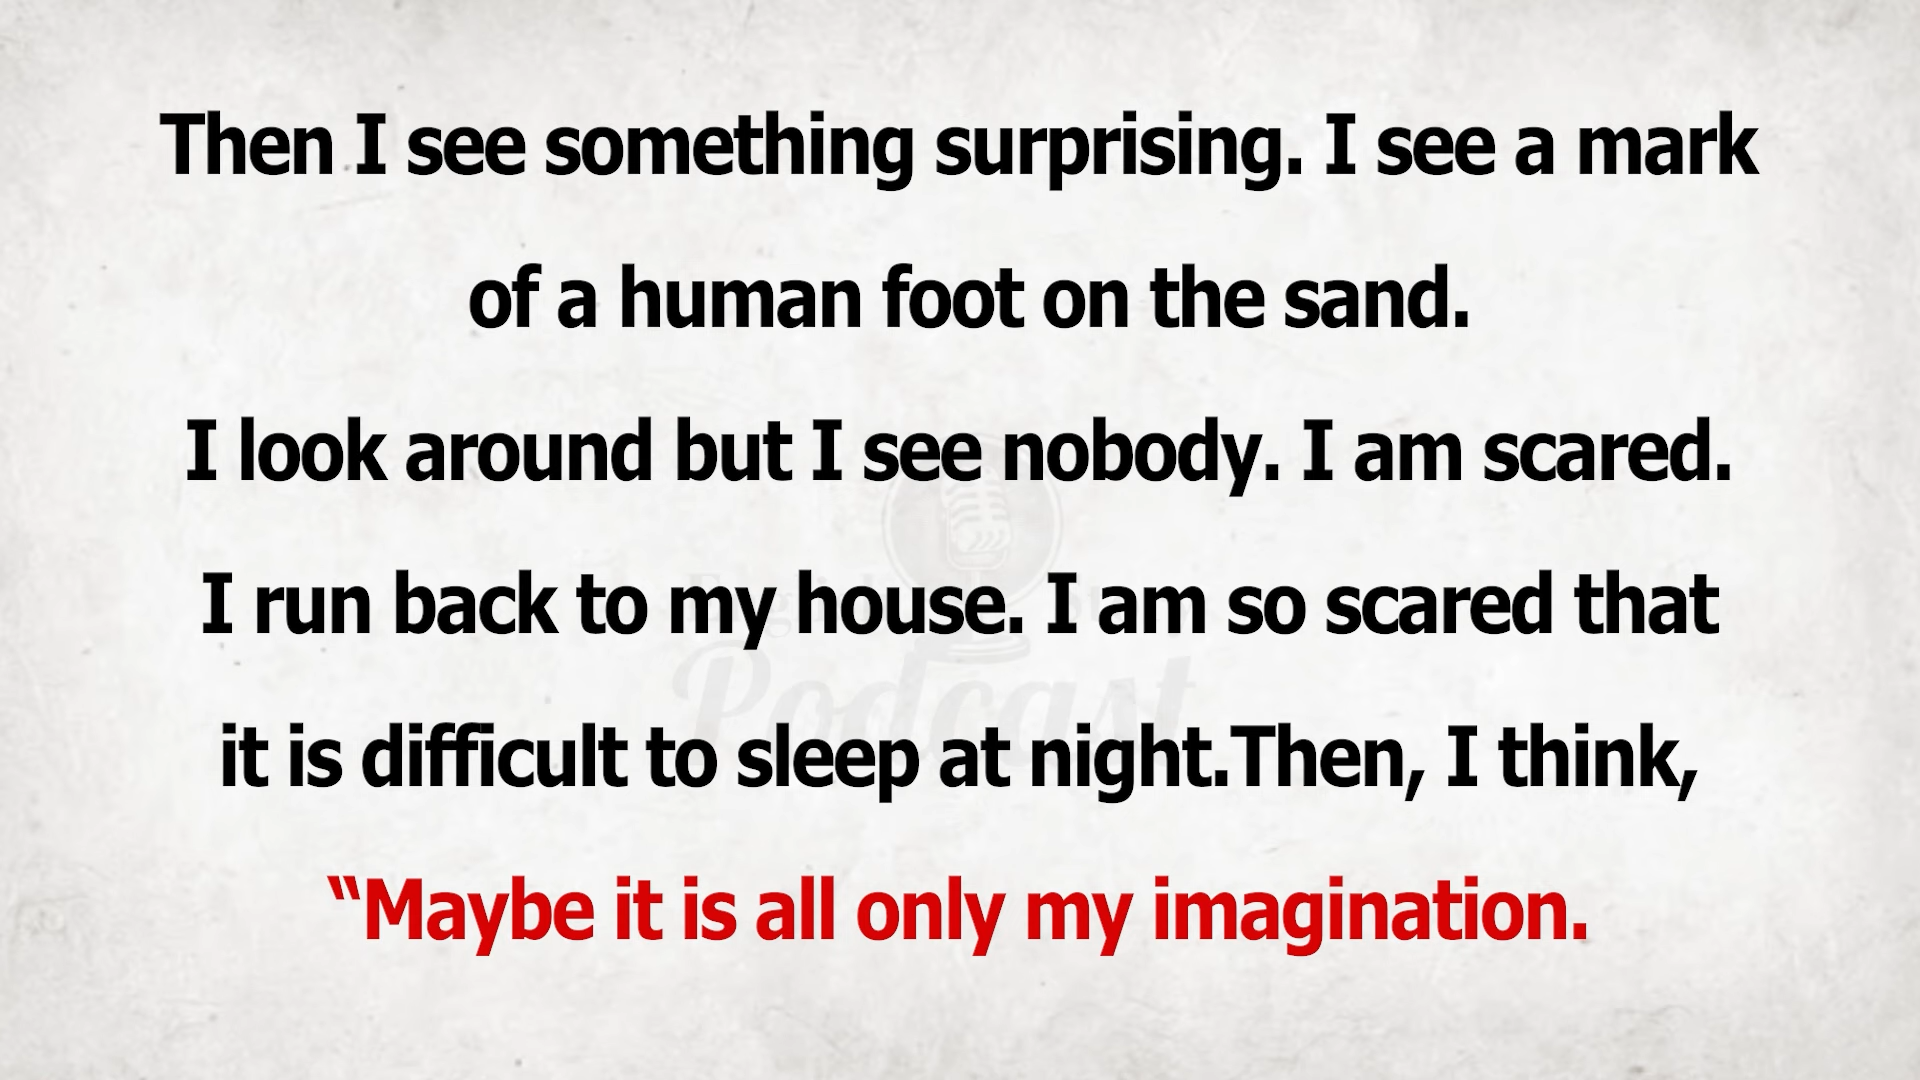 Then I see something surprising. I see a mark
of a human foot on the sand.
I look around but I see nobody. I am scared.
I run back to my house. I am so scared that
it is difficult to sleep at night.Then, I think,
“Maybe it is all only my imagination.
Podcast